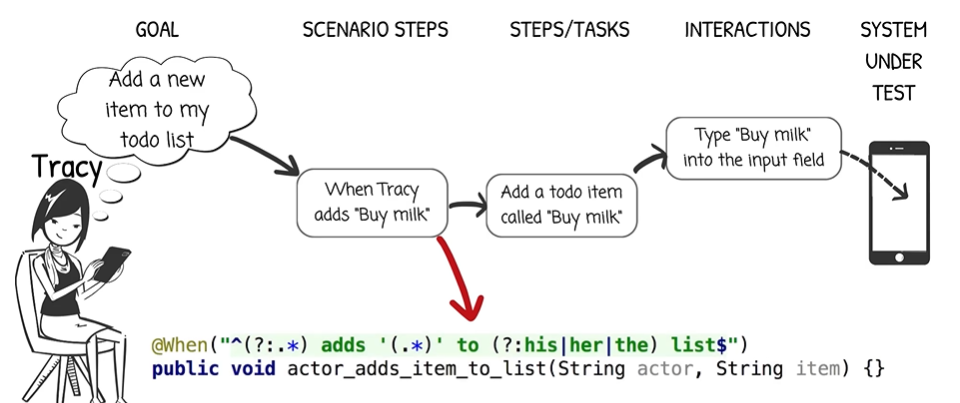 GOAL
SCENARIO STEPS
STEPS/TASKS
INTERACTIONS
SYSTEM
UNDER
TEST
Add a new
item to my
todo list
Tracy
When Tracy
adds "Buy milk"
Add a todo item
called "Buy milk"
Type "Buy milk"
into the input field
@When("^(?:.*) adds '(.*)' to (?:his|her|the) list$")
public void actor_adds_item_to_list(String actor, String item) {}